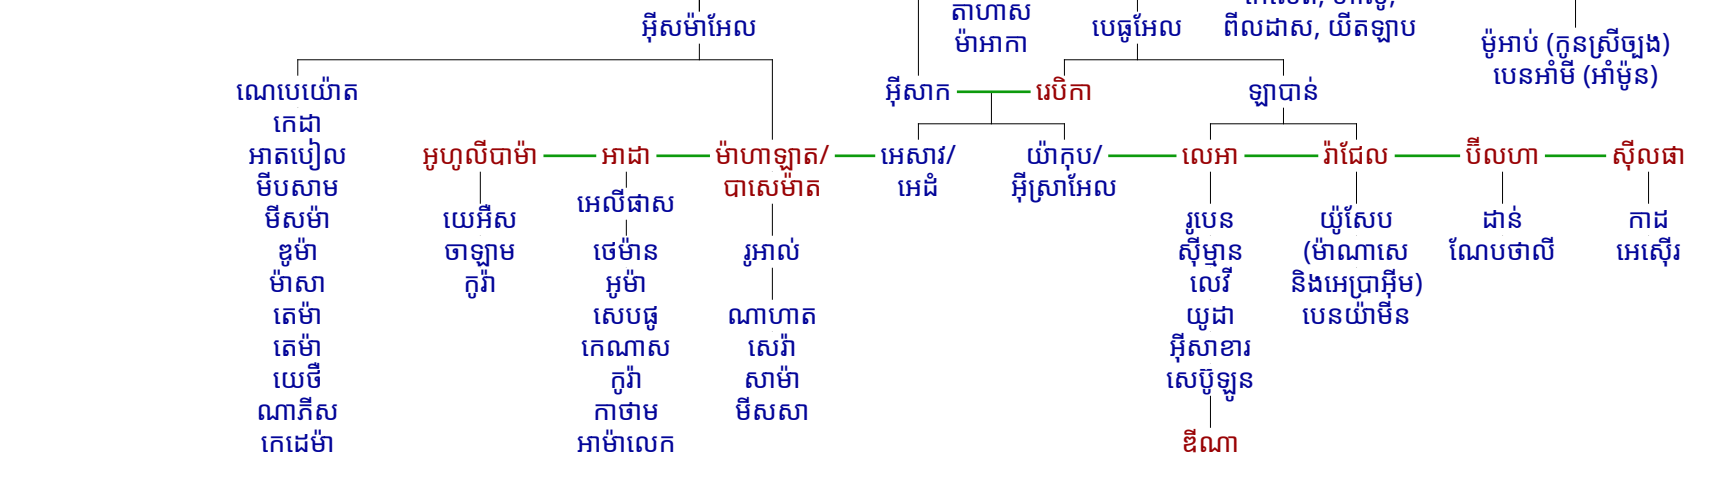 តាហាស
ម៉ាអាកា
អ៊ីសម៉ាអែល
បេធូអែល
ពីលដាស, យីតឡាប
ម៉ូអាប់ (កូនស្រីច្បង)
បេនអាំមី (អាំម៉ូន)
ណេបេយ៉ោត
កេដា
អាតបៀល
មីបសាម
មីសម៉ា
ឌូម៉ា
ម៉ាសា
តេម៉ា
តេម៉ា
យេថឺ
ណាភីស
កេដេម៉ា
អ៊ីសាក
រេបិកា
ឡាបាន់
អូហូលីបាម៉ា
អាដា
ម៉ាហាឡាត/
បាសេម៉ាត
អេសាវ/
អេដំ
យ៉ាកុប/
អ៊ីស្រាអែល
លេអា
រ៉ាជែល
ប៊ីលហា
ស៊ីលផា
យេអឺស
ចាឡាម
កូរ៉ា
អេលីផាស
ថេម៉ាន
អូម៉ា
សេបផូ
កេណាស
កូរ៉ា
កាថាម
អាម៉ាលេក
រូអាល់
ណាហាត
សេរ៉ា
សាម៉ា
មីសសា
រូបេន
ស៊ីម្មាន
លេវី
យូដា
អ៊ីសាខារ
សេប៊ូឡូន
ឌីណា
យ៉ូសែប
(ម៉ាណាសេ
និងអេប្រាអ៊ីម)
បេនយ៉ាមីន
ដាន់
ណែបថាលី
កាដ
អេស៊ើរ